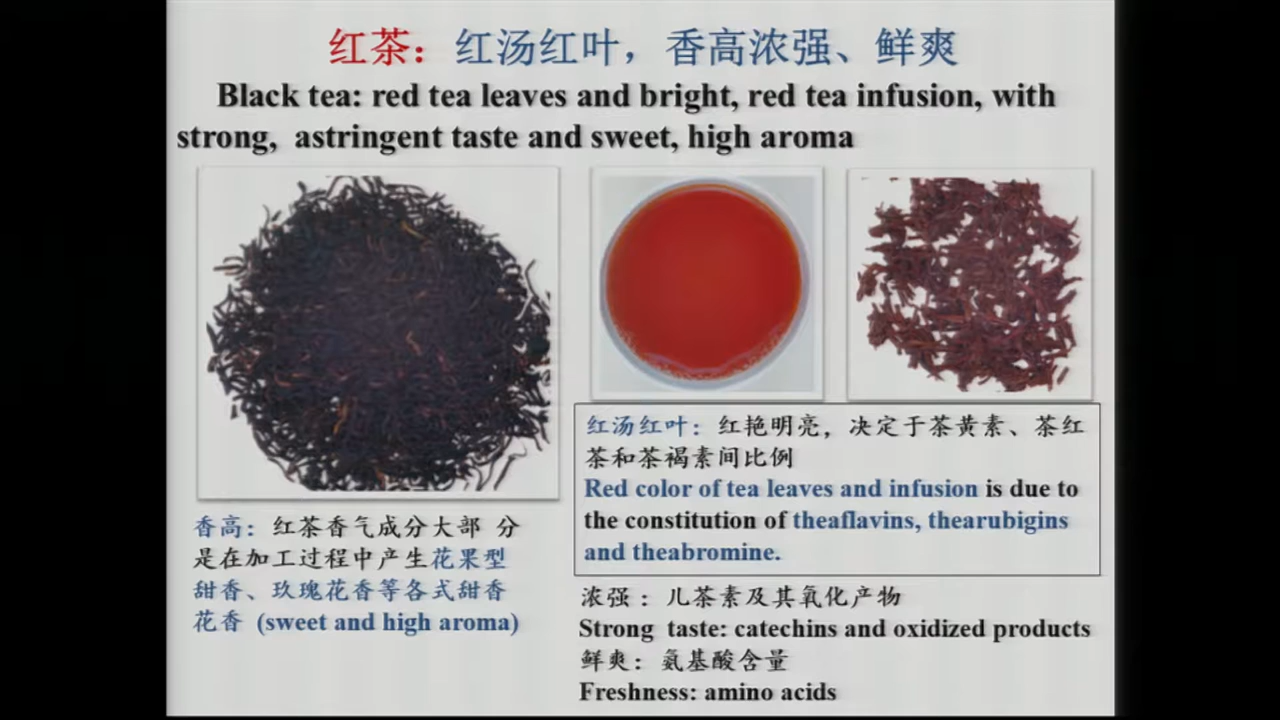 红茶：红汤红叶，香高浓强、鲜爽
Black tea: red tea leaves and bright, red tea infusion, with
strong, astringent taste and sweet, high aroma
香高：红茶香气成分大部 分
是在加工过程中产生花果型
甜香、玫瑰花香等各式甜香
花香 (sweet and high aroma)
红汤红叶：红艳明亮，决定于茶黄素、茶红
茶和茶褐素间比例
Red color of tea leaves and infusion is due to
the constitution of theaflavins, thearubigins
and theabromine.
浓强：儿茶素及其氧化产物
Strong taste: catechins and oxidized products
鲜爽：氨基酸含量
Freshness: amino acids